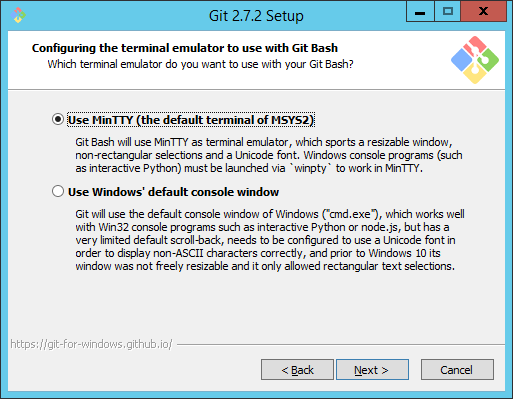 Git 2.7.2 Setup
Configuring the terminal emulator to use with Git Bash
Which terminal emulator do you want to use with your Git Bash?
Use MinTTY (the default terminal of MSYS2)
Git Bash will use MinTTY as terminal emulator, which sports a resizable window,
non-rectangular selections and a Unicode font. Windows console programs (such
as interactive Python) must be launched via `winpty` to work in MinTTY.
Use Windows' default console window
Git will use the default console window of Windows ("cmd.exe"), which works well
with Win32 console programs such as interactive Python or node.js, but has a
very limited default scroll-back, needs to be configured to use a Unicode font in
order to display non-ASCII characters correctly, and prior to Windows 10 its
window was not freely resizable and it only allowed rectangular text selections.
https://git-for-windows.github.io/
< Back Next > Cancel